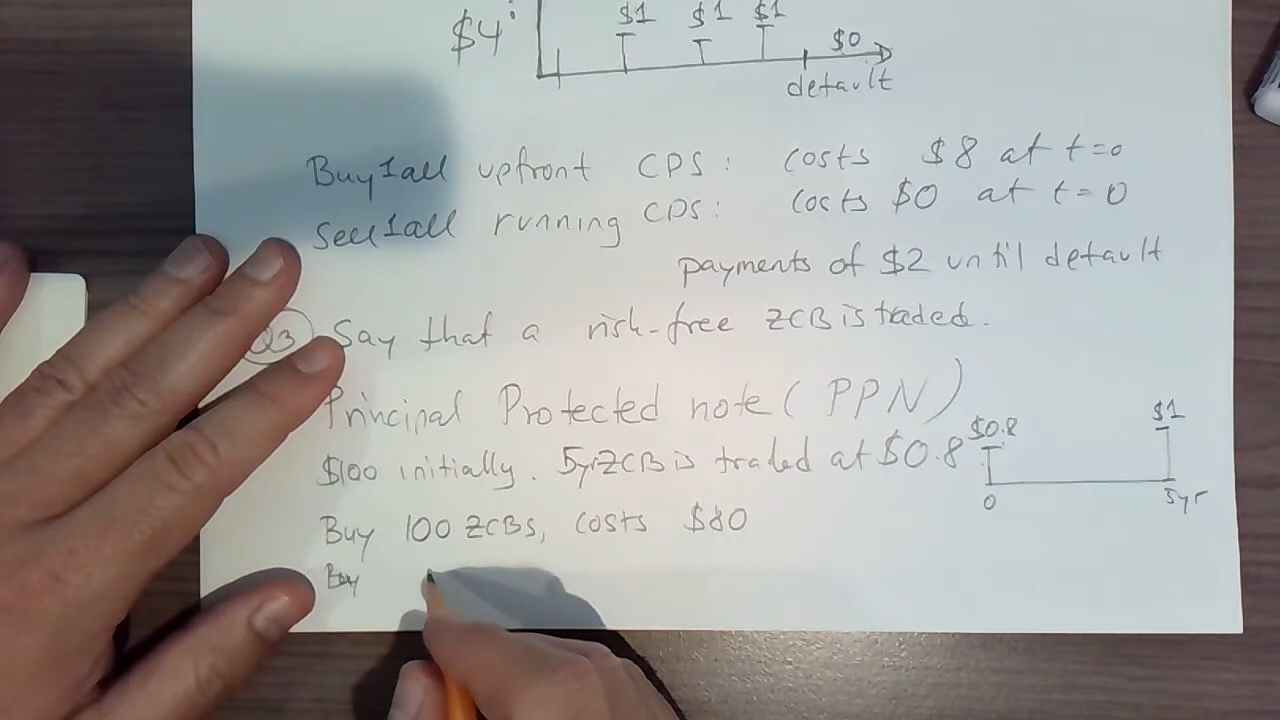 $1 $1 $1
$4
$0
default
Buy 1 all upfront CPS: costs $8 at t=0
Sell 1 all running CDS: costs $0 at t=0
payments of $2 until default
Q3 Say that a risk-free ZCB is traded.
Principal Protected note (PPN)
$100 initially. 5yr ZCB is traded at $0.8
$0.8 $1
0 5yr
Buy 100 ZCBs, costs $80
Buy